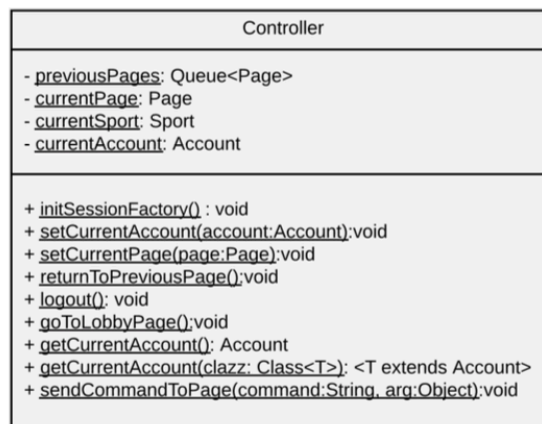 Controller
- previousPages: Queue<Page>
- currentPage: Page
- currentSport: Sport
- currentAccount: Account
+ initSessionFactory() : void
+ setCurrentAccount(account:Account):void
+ setCurrentPage(page:Page):void
+ returnToPreviousPage():void
+ logout(): void
+ goToLobbyPage():void
+ getCurrentAccount(): Account
+ getCurrentAccount(clazz: Class<T>): <T extends Account>
+ sendCommandToPage(command:String, arg:Object):void